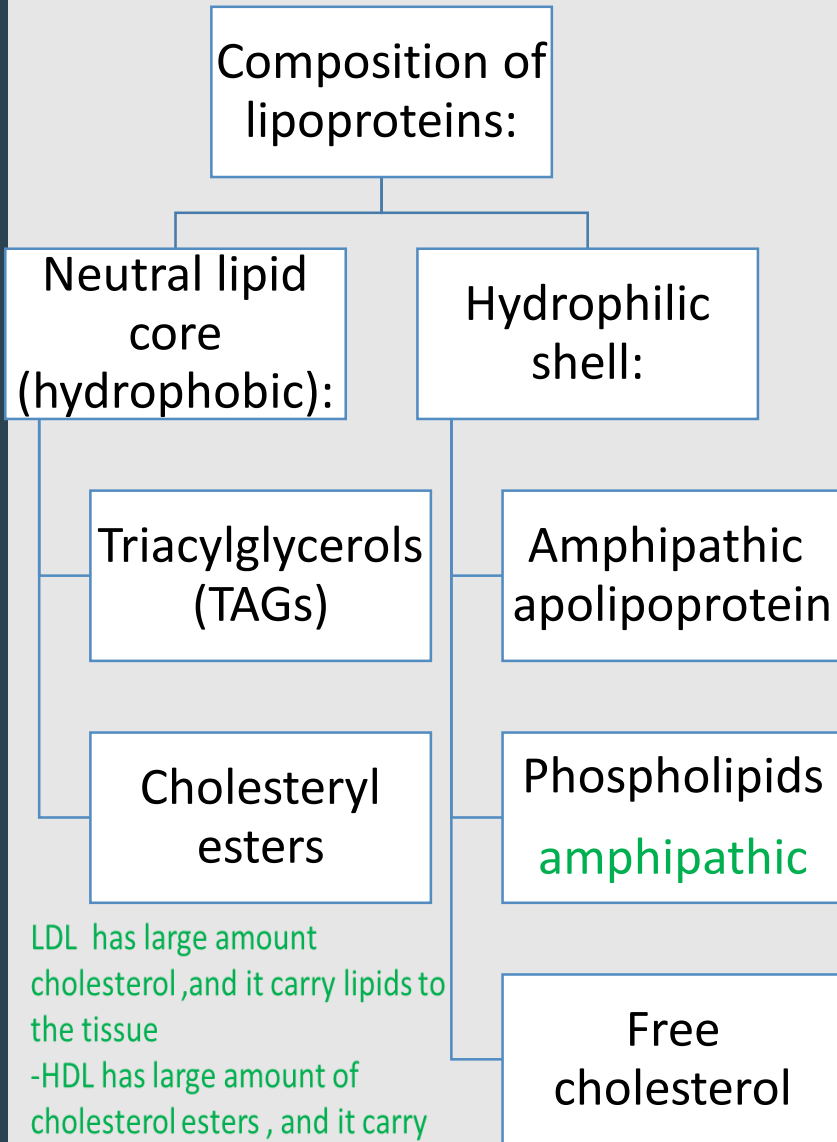 Composition of
lipoproteins:
Neutral lipid
core
(hydrophobic):
Triacylglycerols
(TAGs)
Cholesteryl
esters
Hydrophilic
shell:
Amphipathic
apolipoprotein
Phospholipids
amphipathic
Free
cholesterol
LDL has large amount
cholesterol ,and it carry lipids to
the tissue
-HDL has large amount of
cholesterol esters , and it carry